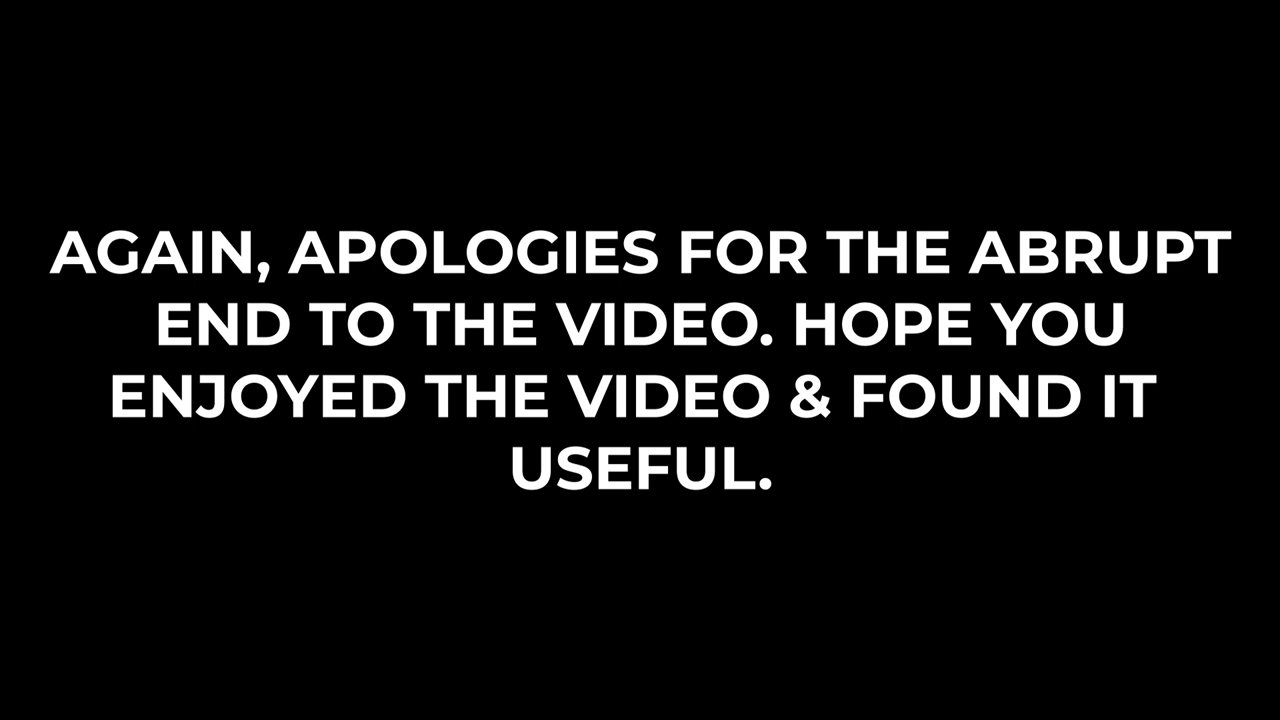 AGAIN, APOLOGIES FOR THE ABRUPT
END TO THE VIDEO. HOPE YOU
ENJOYED THE VIDEO & FOUND IT
USEFUL.